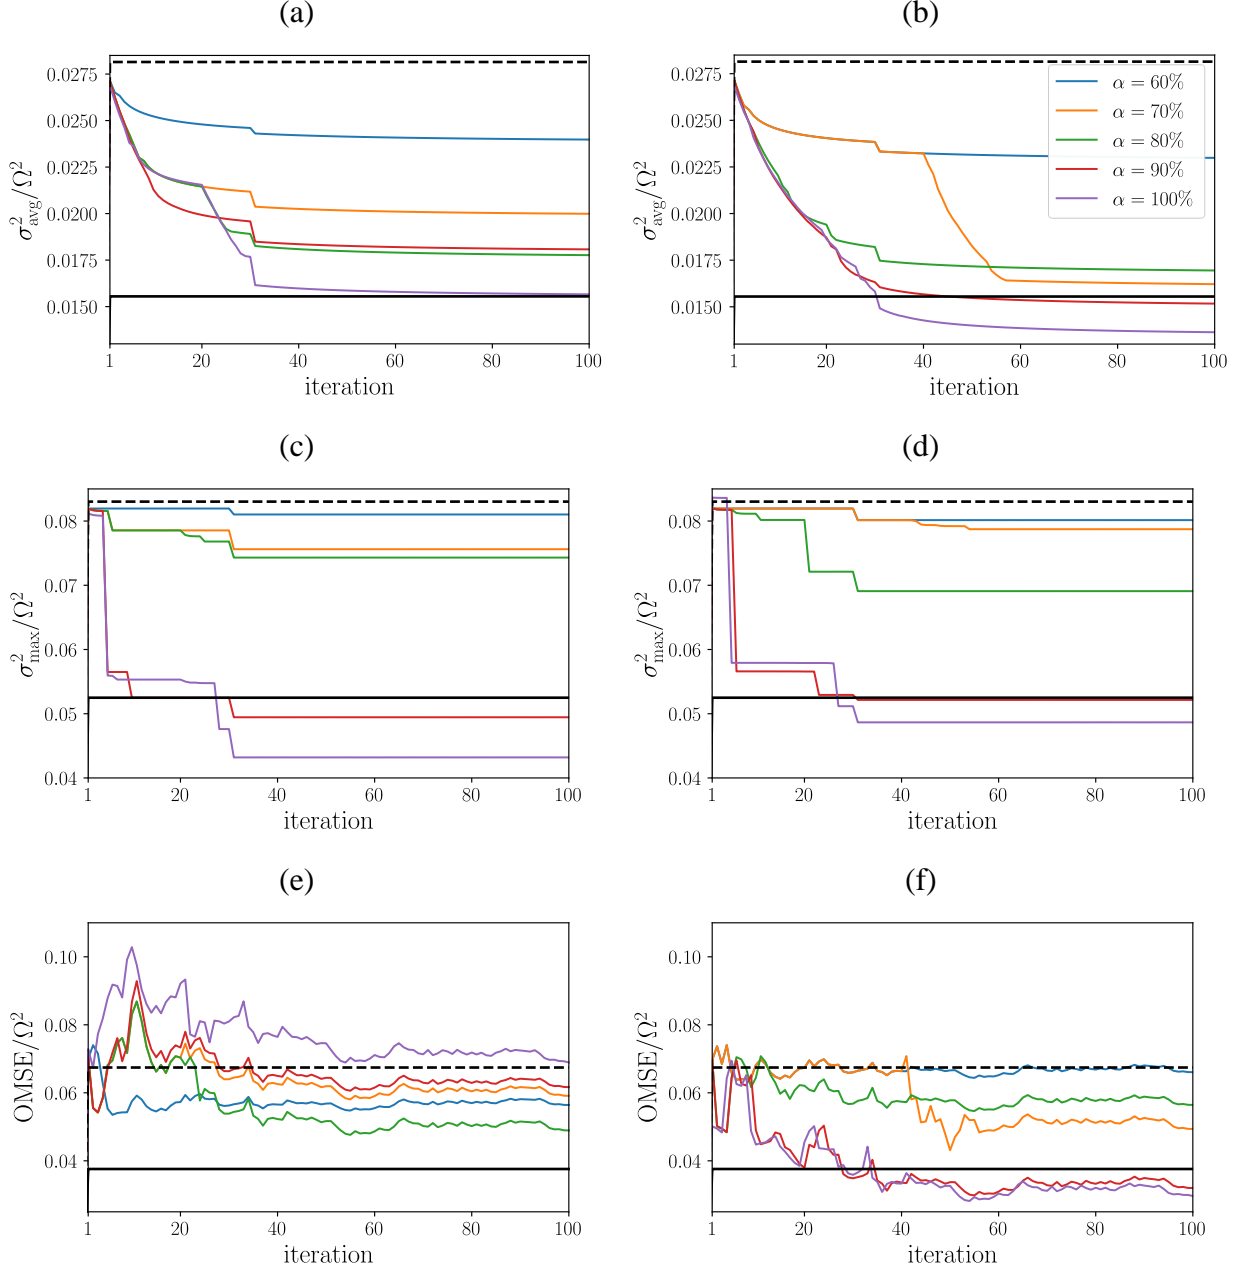 (a)
0.0275
0.0250
0.0225
0.0200
0.0175
0.0150
σ²avg/Ω²
1 20 40 60 80 100
iteration
(b)
0.0275
0.0250
0.0225
0.0200
0.0175
0.0150
σ²avg/Ω²
α = 60%
α = 70%
α = 80%
α = 90%
α = 100%
1 20 40 60 80 100
iteration
(c)
0.08
0.07
0.06
0.05
0.04
σ²max/Ω²
1 20 40 60 80 100
iteration
(d)
0.08
0.07
0.06
0.05
0.04
σ²max/Ω²
1 20 40 60 80 100
iteration
(e)
0.10
0.08
0.06
0.04
OMSE/Ω²
1 20 40 60 80 100
iteration
(f)
0.10
0.08
0.06
0.04
OMSE/Ω²
1 20 40 60 80 100
iteration